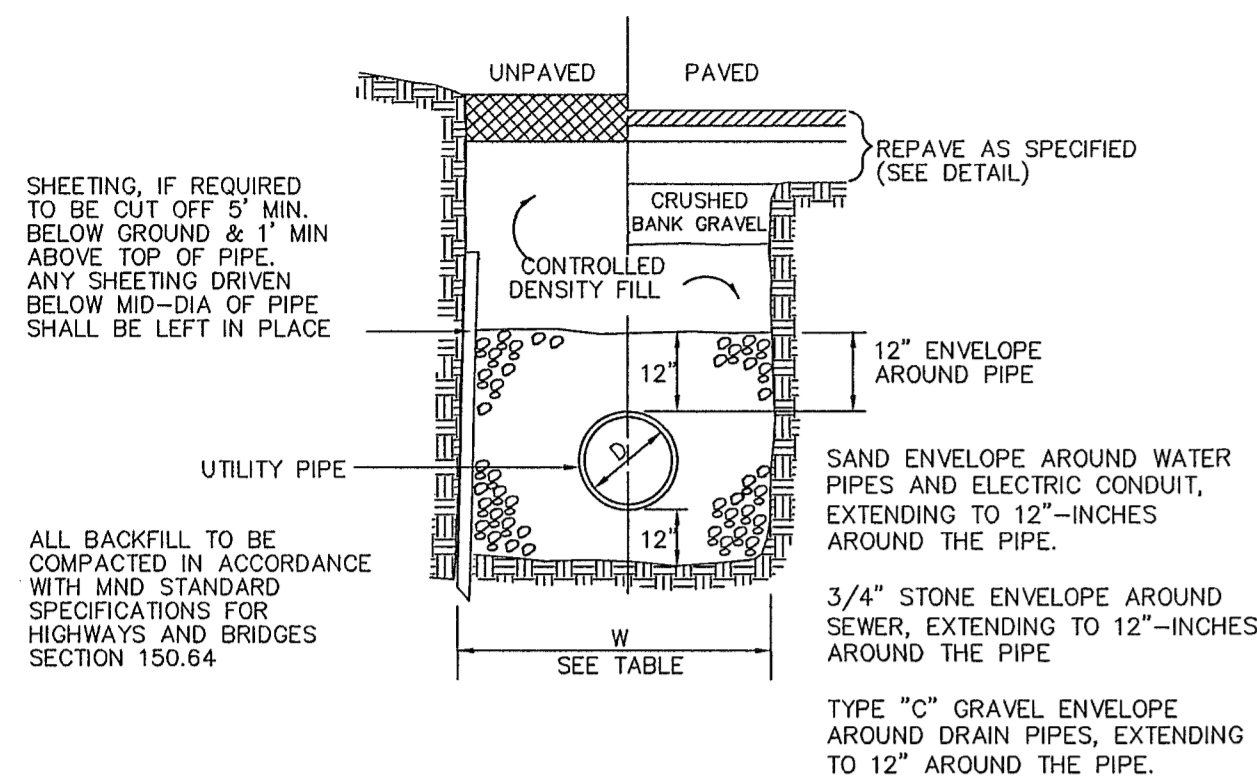 UNPAVED PAVED
SHEETING, IF REQUIRED
TO BE CUT OFF 5' MIN.
BELOW GROUND & 1' MIN
ABOVE TOP OF PIPE.
ANY SHEETING DRIVEN
BELOW MID-DIA OF PIPE
SHALL BE LEFT IN PLACE
REPAVE AS SPECIFIED
(SEE DETAIL)
CRUSHED
BANK GRAVEL
CONTROLLED
DENSITY FILL
12"
12" ENVELOPE
AROUND PIPE
D
UTILITY PIPE
12"
SAND ENVELOPE AROUND WATER
PIPES AND ELECTRIC CONDUIT,
EXTENDING TO 12"-INCHES
AROUND THE PIPE.
ALL BACKFILL TO BE
COMPACTED IN ACCORDANCE
WITH MND STANDARD
SPECIFICATIONS FOR
HIGHWAYS AND BRIDGES
SECTION 150.64
W
SEE TABLE
3/4" STONE ENVELOPE AROUND
SEWER, EXTENDING TO 12"-INCHES
AROUND THE PIPE
TYPE "C" GRAVEL ENVELOPE
AROUND DRAIN PIPES, EXTENDING
TO 12" AROUND THE PIPE.